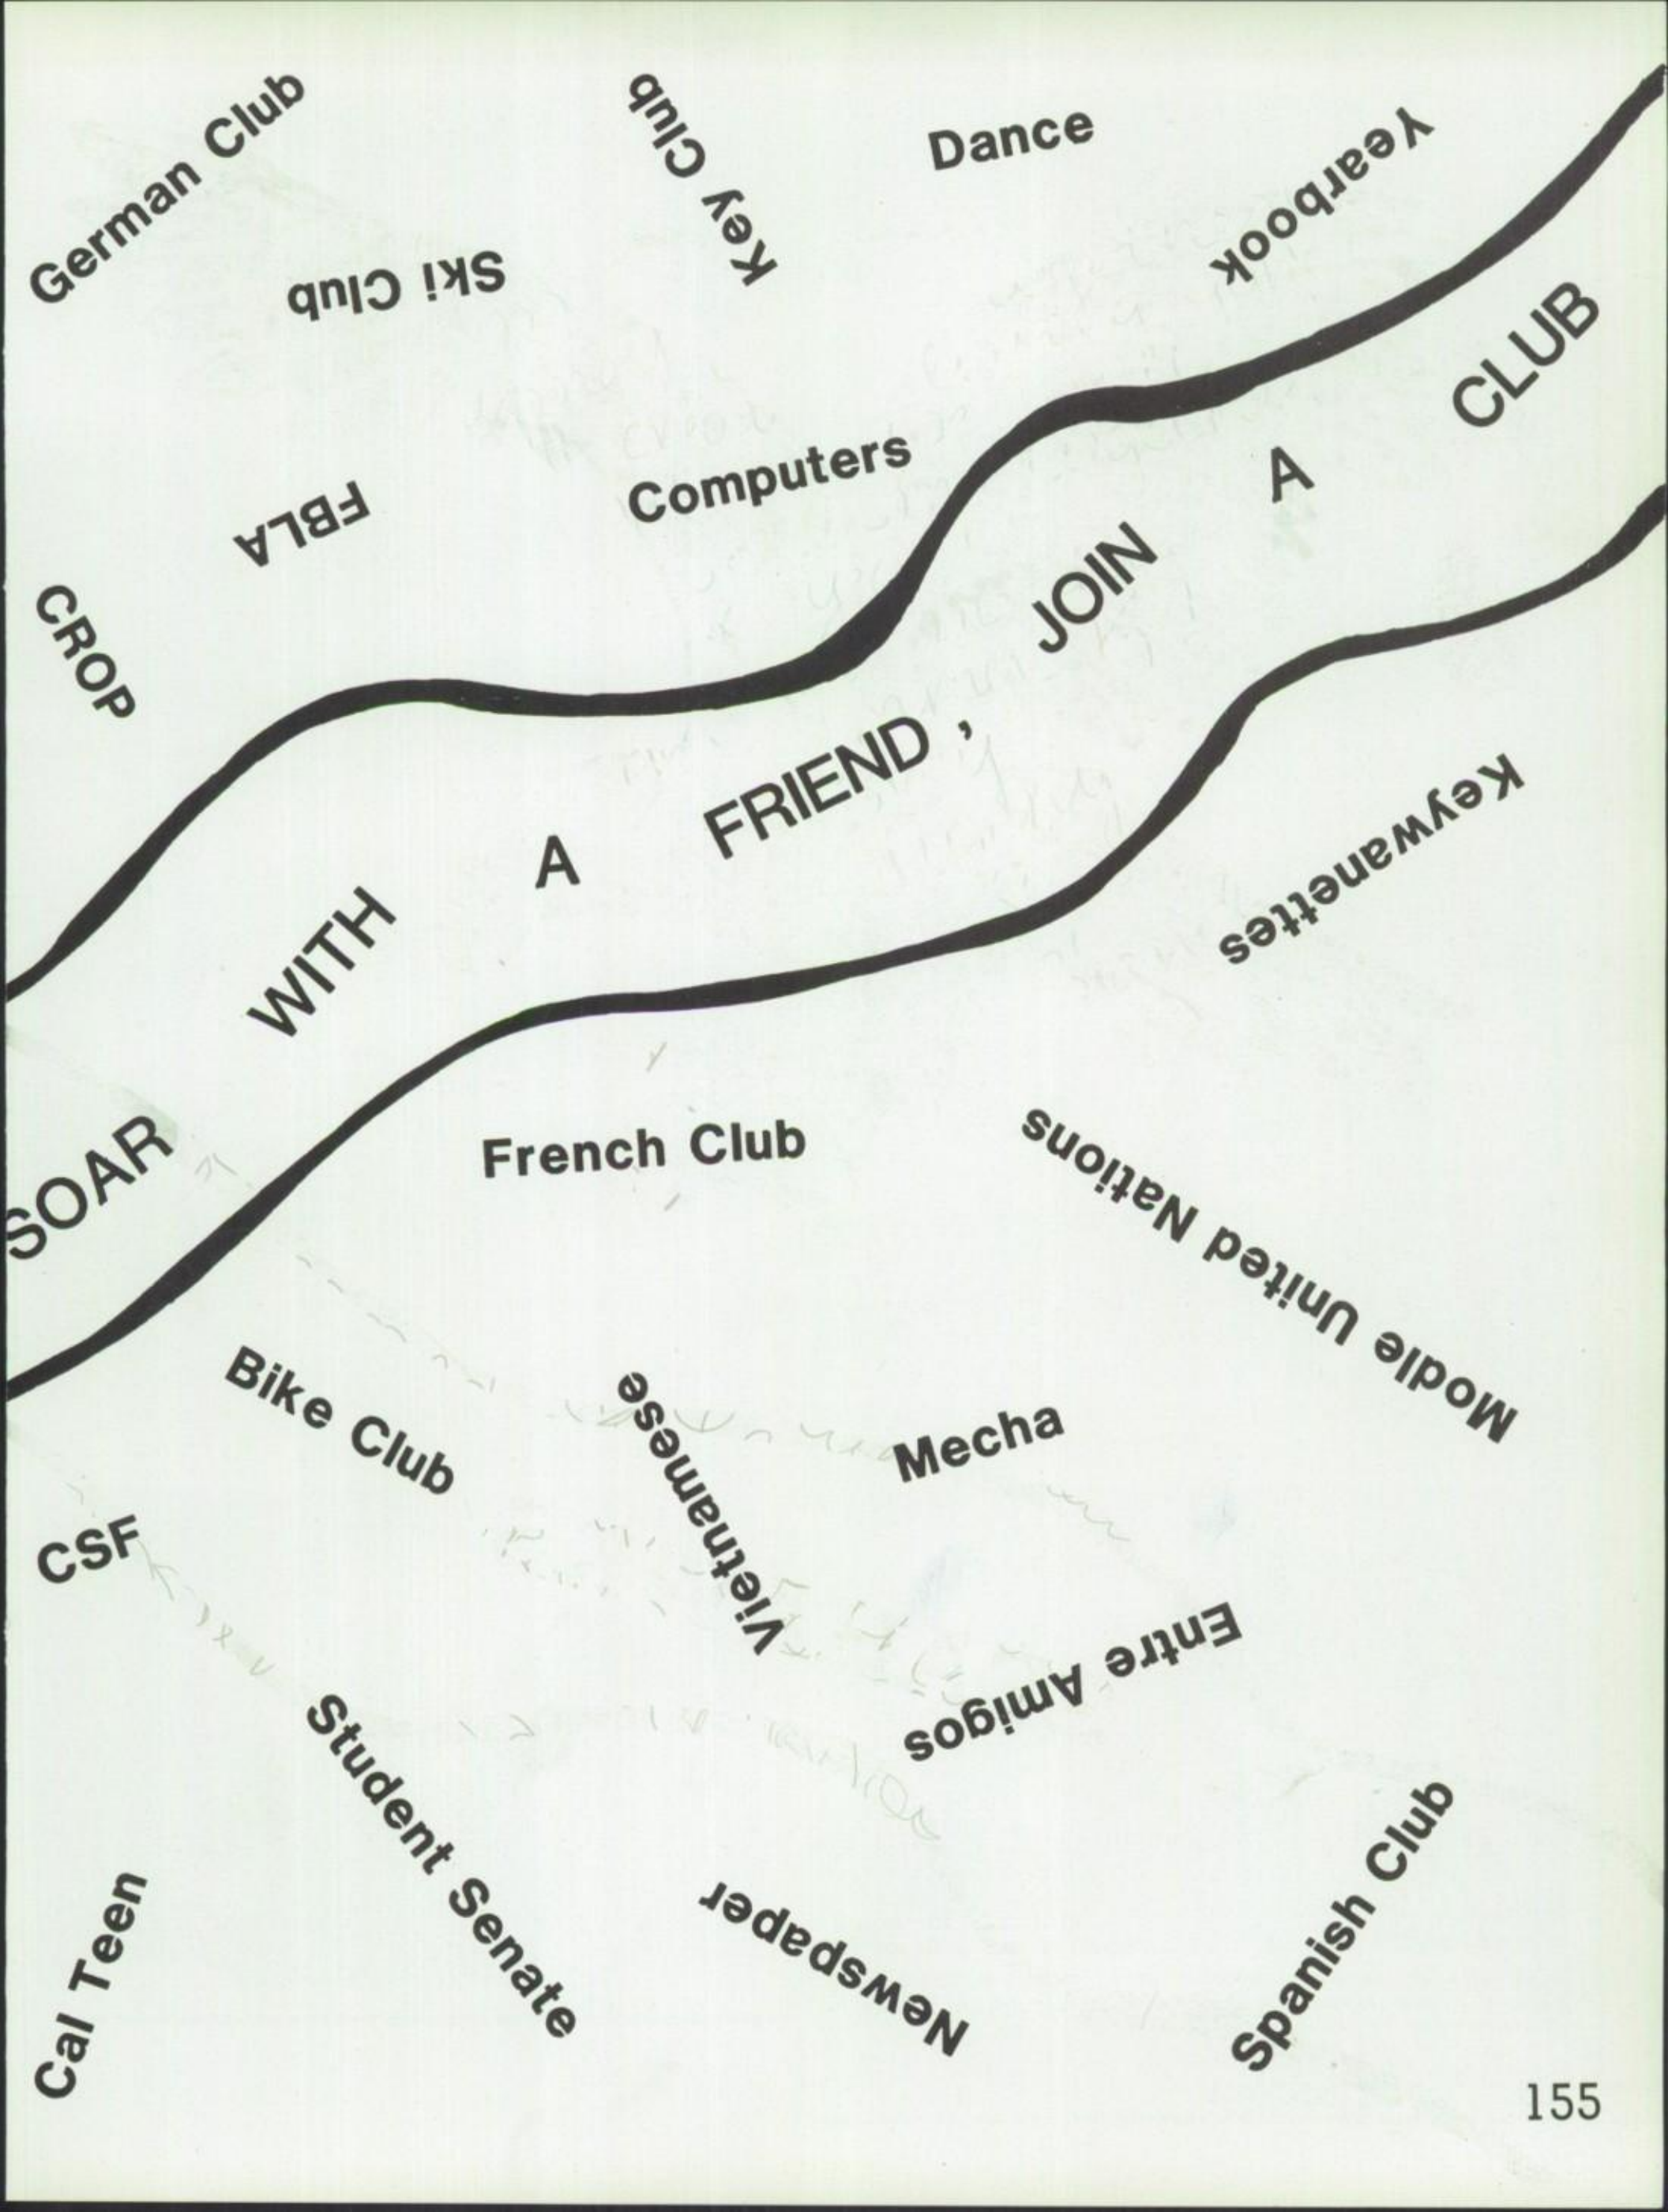 German Club
Key Club
Dance
Yearbook
Ski Club
FBLA
Computers
CROP
SOAR WITH A FRIEND, JOIN A CLUB
Keywanettes
French Club
Modle United Nations
Bike Club
Vietnamese
Mecha
CSF
Entre Amigos
Student Senate
Cal Teen
Newspaper
Spanish Club
155